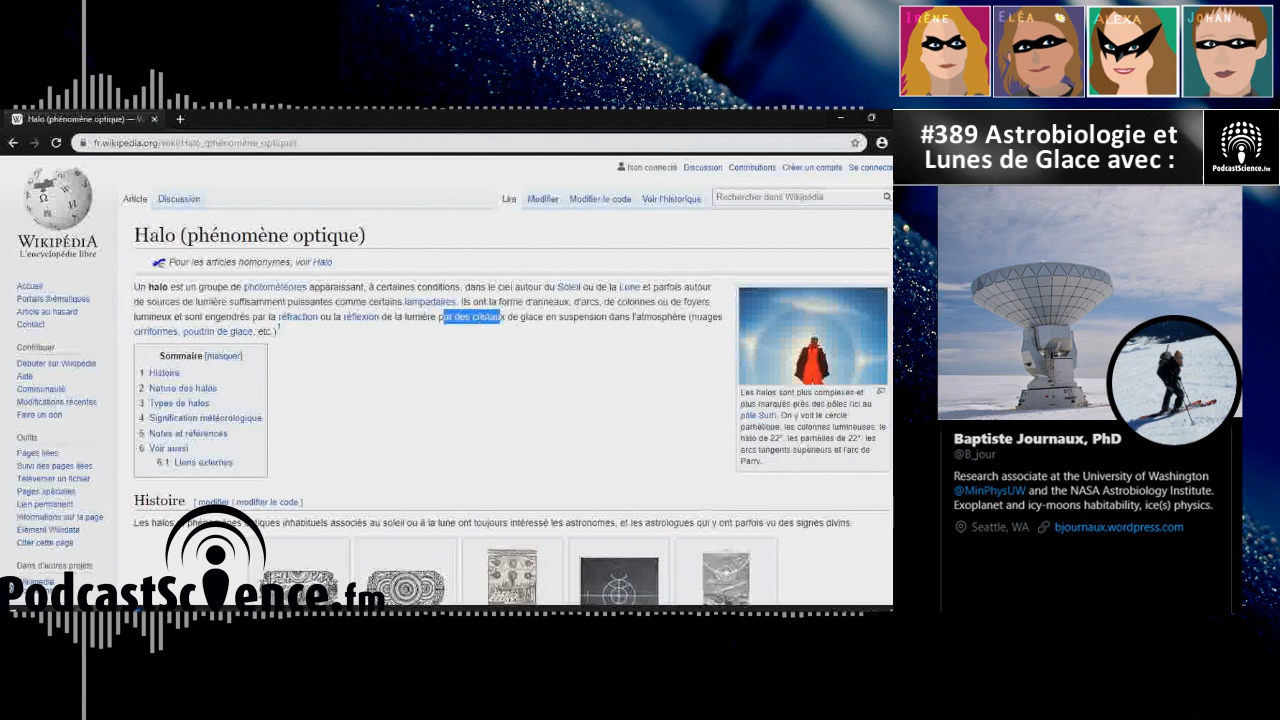 IRÈNE
ELÉA
ALEXA
JOHAN
Halo (phénomène optique) — W
fr.wikipedia.org/wiki/Halo_(phénomène_optique)
#389 Astrobiologie et
Lunes de Glace avec :
PodcastScience.fm
WIKIPÉDIA
L'encyclopédie libre
Non connecté Discussion Contributions Créer un compte Se connecte
Article Discussion
Lire Modifier Modifier le code Voir l'historique
Rechercher dans Wikipédia
Accueil
Portails thématiques
Article au hasard
Contact
Contribuer
Débuter sur Wikipédia
Aide
Communauté
Modifications récentes
Faire un don
Outils
Pages liées
Suivi des pages liées
Téléverser un fichier
Pages spéciales
Lien permanent
Informations sur la page
Élément Wikidata
Citer cette page
Dans d'autres projets
Halo (phénomène optique)
Pour les articles homonymes, voir Halo
Un halo est un groupe de photométéores apparaissant, à certaines conditions, dans le ciel autour du Soleil ou de la Lune et parfois autour
de sources de lumière suffisamment puissantes comme certains lampadaires. Ils ont la forme d'anneaux, d'arcs, de colonnes ou de foyers
lumineux et sont engendrés par la réfraction ou la réflexion de la lumière par des cristaux de glace en suspension dans l'atmosphère (nuages
cirriformes, poudrin de glace, etc.)1
Sommaire [masquer]
1 Histoire
2 Nature des halos
3 Types de halos
4 Signification météorologique
5 Notes et références
6 Voir aussi
6.1 Liens externes
Les halos sont plus complexes et
plus marqués près des pôles (ici au
pôle Sud). On y voit le cercle
parhélique, les colonnes lumineuses, le
halo de 22°, les parhélies de 22°, les
arcs tangents supérieurs et l'arc de
Parry.
Histoire [ modifier | modifier le code ]
Les halos, phénomènes optiques inhabituels associés au soleil ou à la lune ont toujours intéressé les astronomes, et les astrologues qui y ont parfois vu des signes divins.
PodcastScience.fm
Baptiste Journaux, PhD
@B_jour
Research associate at the University of Washington
@MinPhysUW and the NASA Astrobiology Institute.
Exoplanet and icy-moons habitability, ice(s) physics.
Seattle, WA bjournaux.wordpress.com